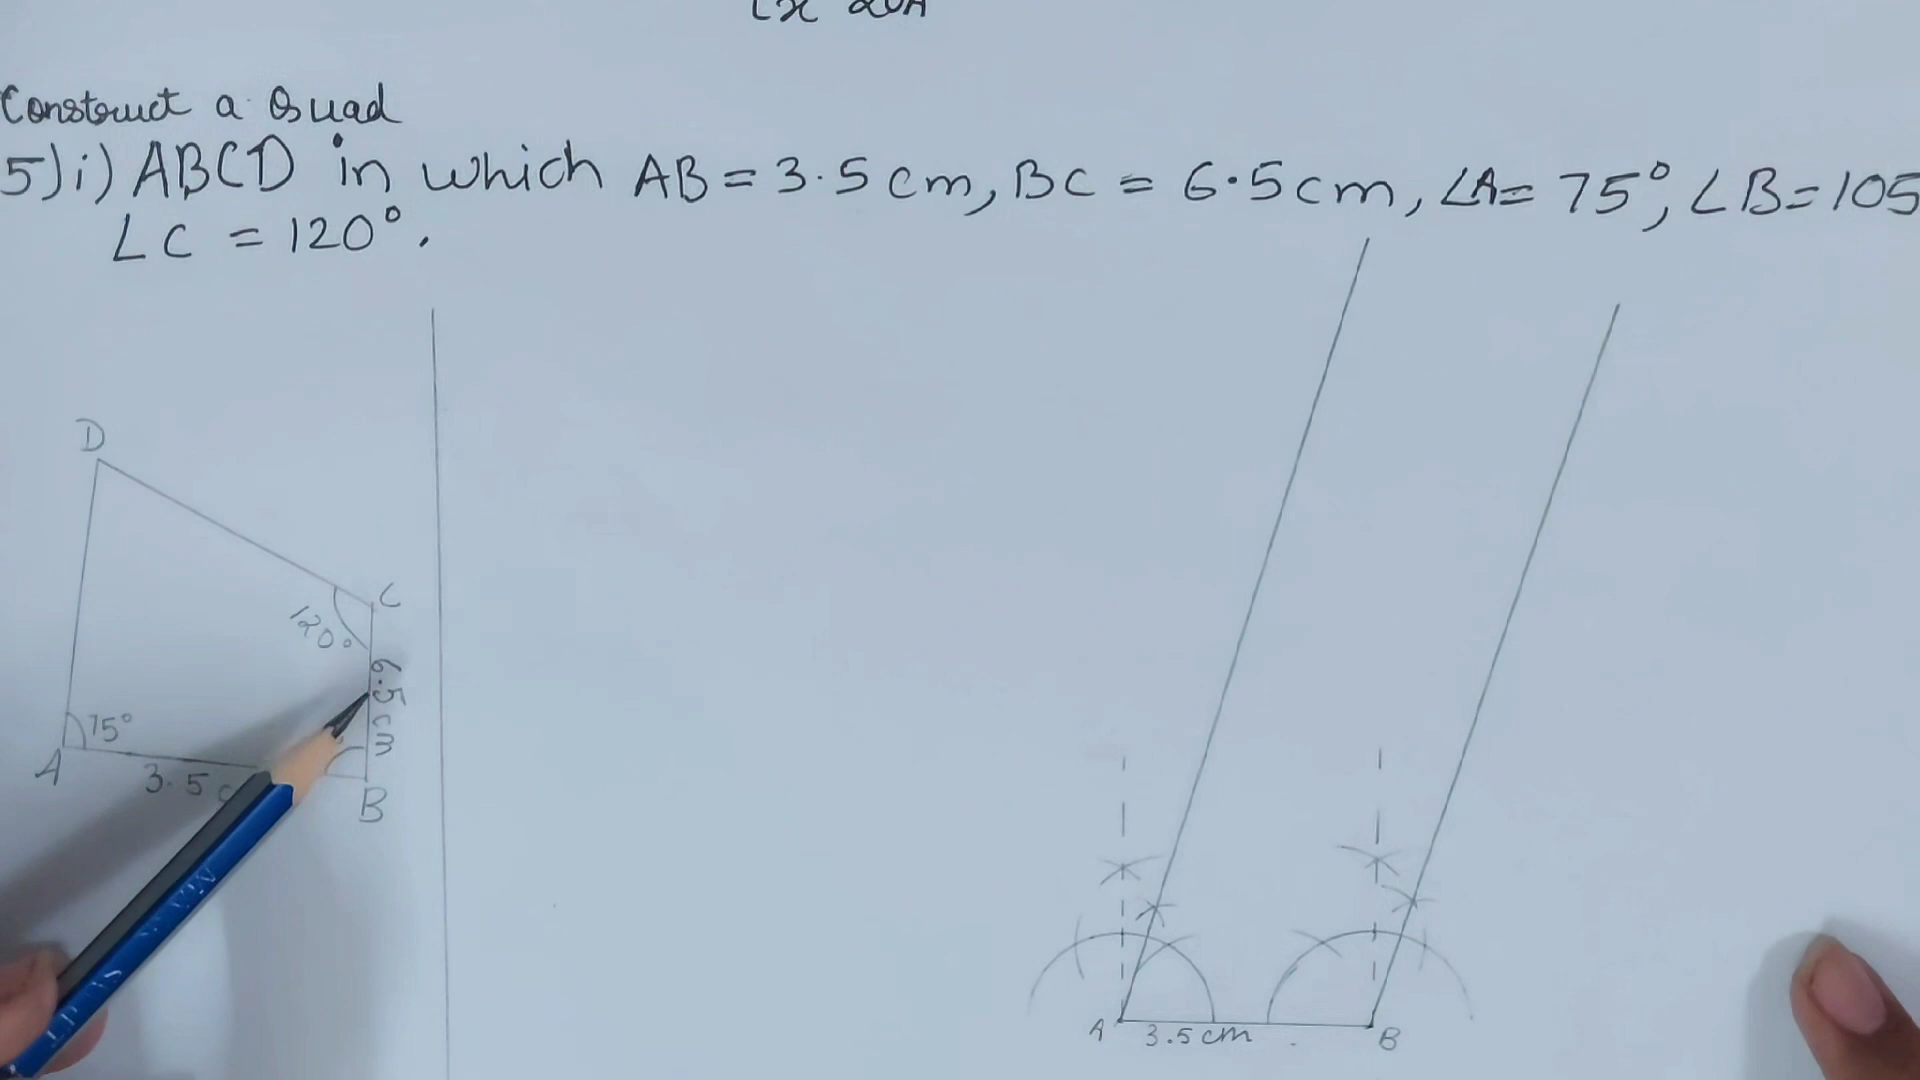 Construct a Quad
5)i) ABCD in which AB = 3.5 cm, BC = 6.5 cm, ∠A = 75°, ∠B = 105
∠C = 120°.
D
C
120°
6.5 cm
75°
A
3.5 c
B
A 3.5 cm B